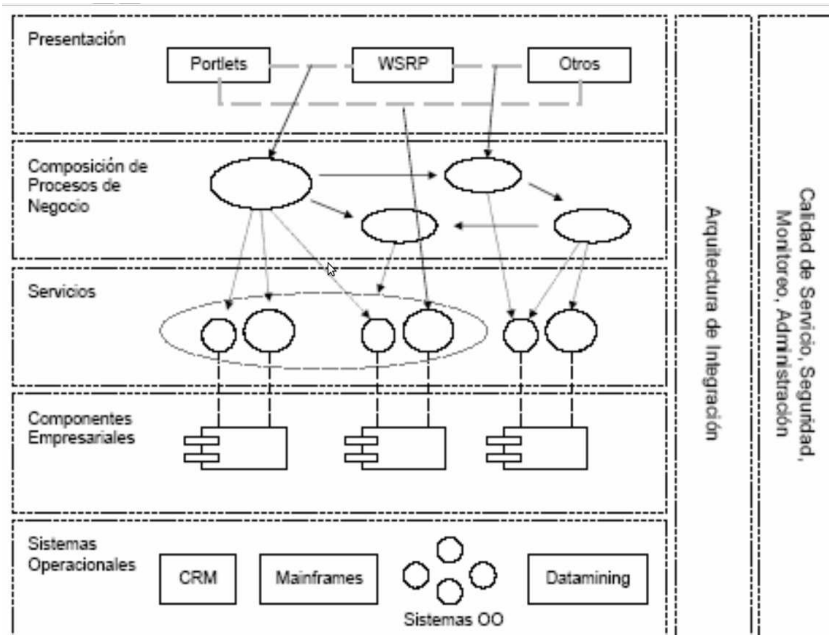 Presentación
Portlets
WSRP
Otros
Composición de
Procesos de
Negocio
Servicios
Componentes
Empresariales
Sistemas
Operacionales
CRM
Mainframes
Sistemas OO
Datamining
Arquitectura de Integración
Calidad de Servicio, Seguridad,
Monitoreo, Administración